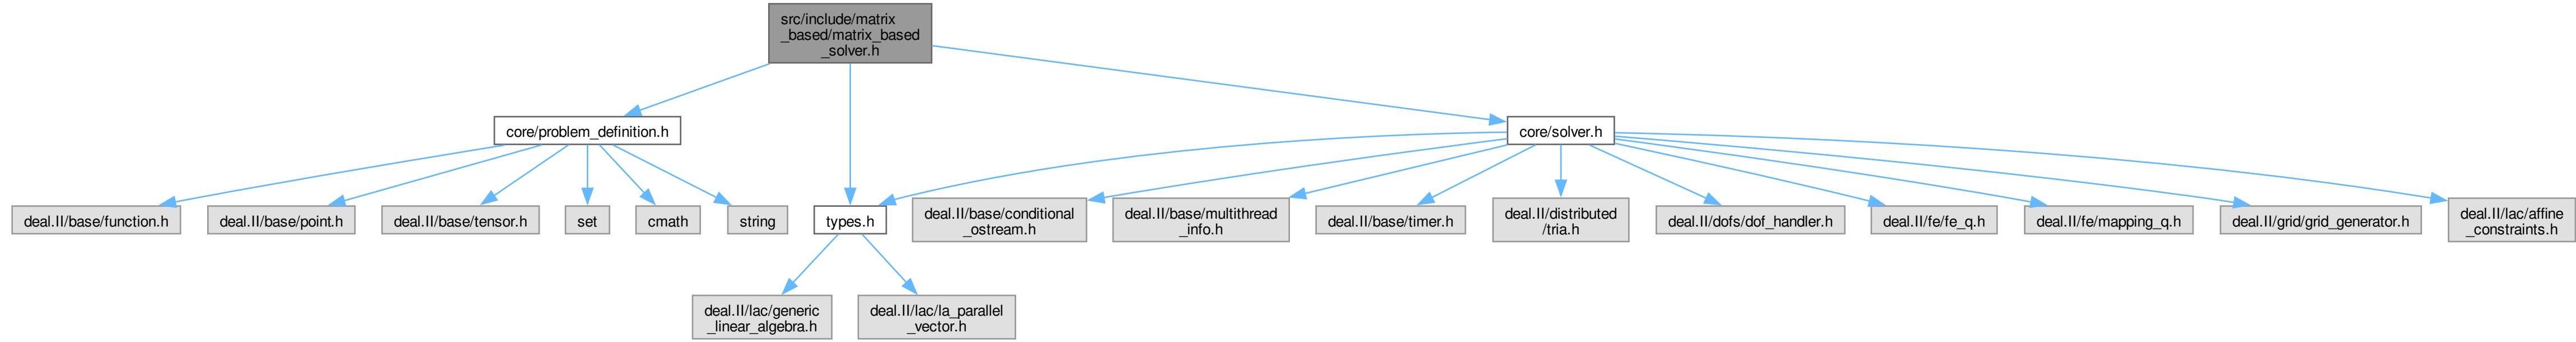 src/include/matrix
_based/matrix_based
_solver.h
core/problem_definition.h
core/solver.h
deal.II/base/function.h
deal.II/base/point.h
deal.II/base/tensor.h
set
cmath
string
types.h
deal.II/base/conditional
_ostream.h
deal.II/base/multithread
_info.h
deal.II/base/timer.h
deal.II/distributed
/tria.h
deal.II/dofs/dof_handler.h
deal.II/fe/fe_q.h
deal.II/fe/mapping_q.h
deal.II/grid/grid_generator.h
deal.II/lac/affine
_constraints.h
deal.II/lac/generic
_linear_algebra.h
deal.II/lac/la_parallel
_vector.h